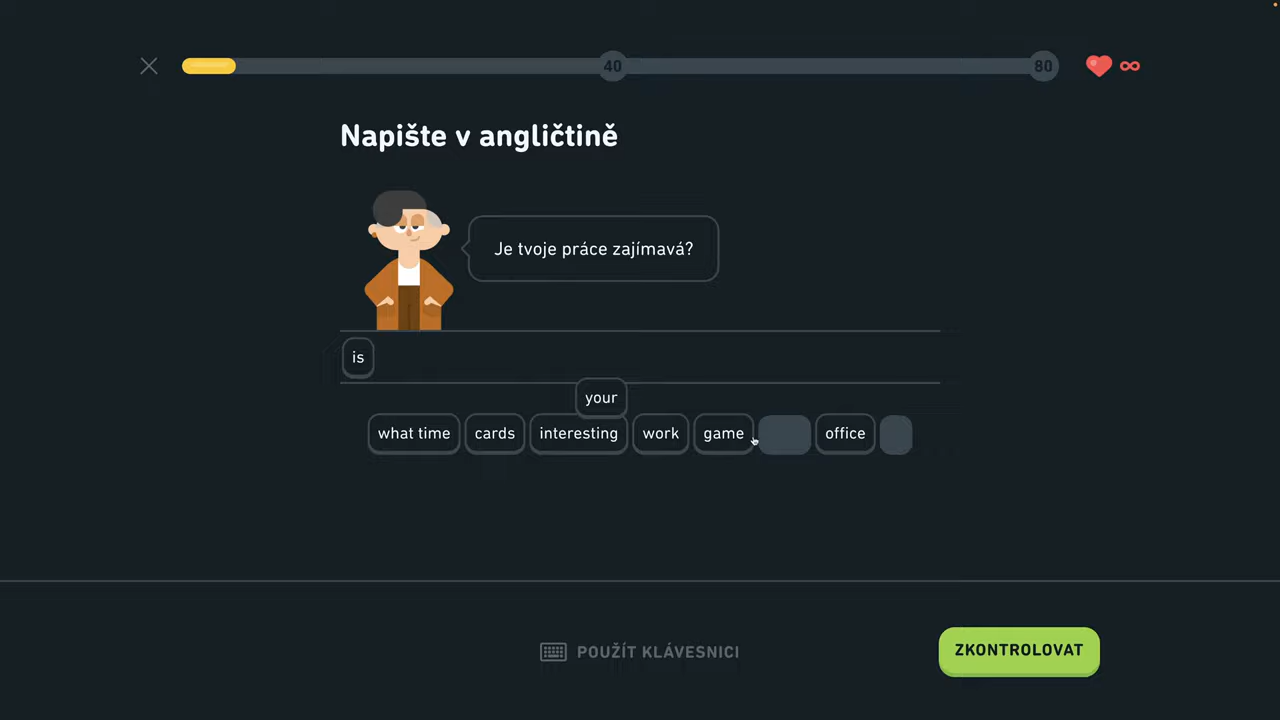 40
80
∞
Napište v angličtině
Je tvoje práce zajímavá?
is
your
what time cards interesting work game office
POUŽÍT KLÁVESNICI
ZKONTROLOVAT